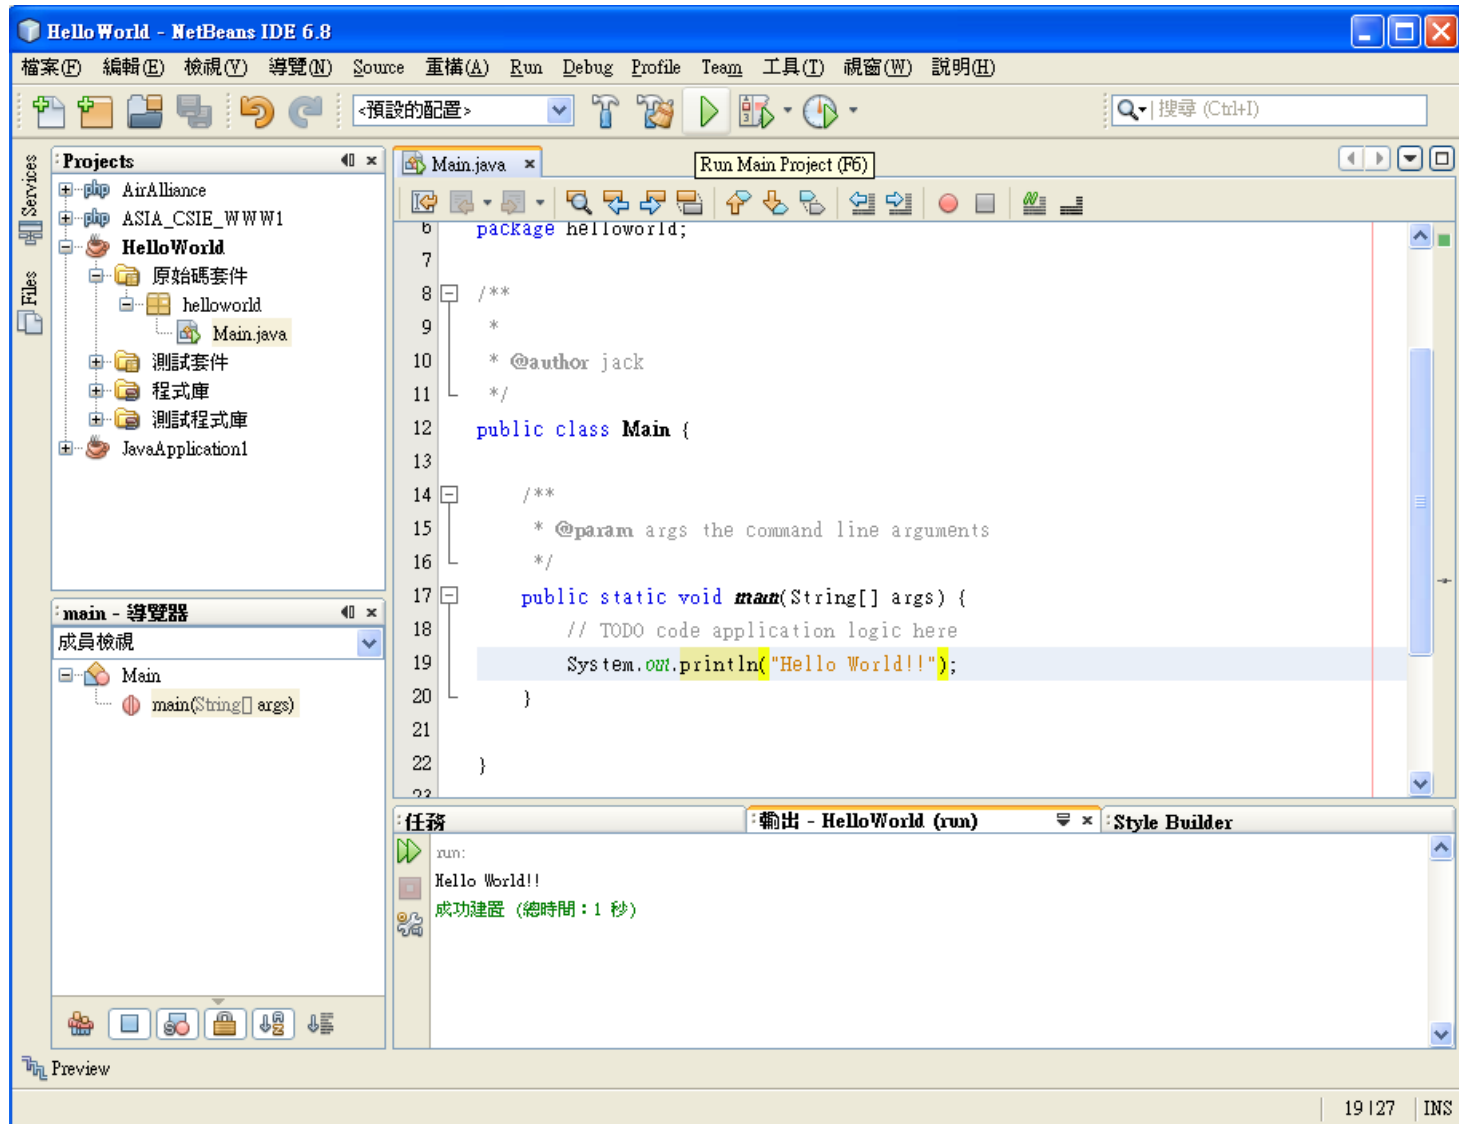 HelloWorld - NetBeans IDE 6.8
檔案(F) 編輯(E) 檢視(V) 導覽(N) Source 重構(A) Run Debug Profile Team 工具(T) 視窗(W) 說明(H)
<預設的配置>
搜尋 (Ctrl+I)
Services
Files
Projects
AirAlliance
ASIA_CSIE_WWW1
HelloWorld
原始碼套件
helloworld
Main.java
測試套件
程式庫
測試程式庫
JavaApplication1
main - 導覽器
成員檢視
Main
main(String[] args)
Main.java
Run Main Project (F6)
6 package helloworld;
7
8 /**
9 *
10 * @author jack
11 */
12 public class Main {
13
14 /**
15 * @param args the command line arguments
16 */
17 public static void main(String[] args) {
18 // TODO code application logic here
19 System.out.println("Hello World!!");
20 }
21
22 }
23
任務
輸出 - HelloWorld (run)
Style Builder
run:
Hello World!!
成功建置 (總時間：1 秒)
Preview
19|27 INS